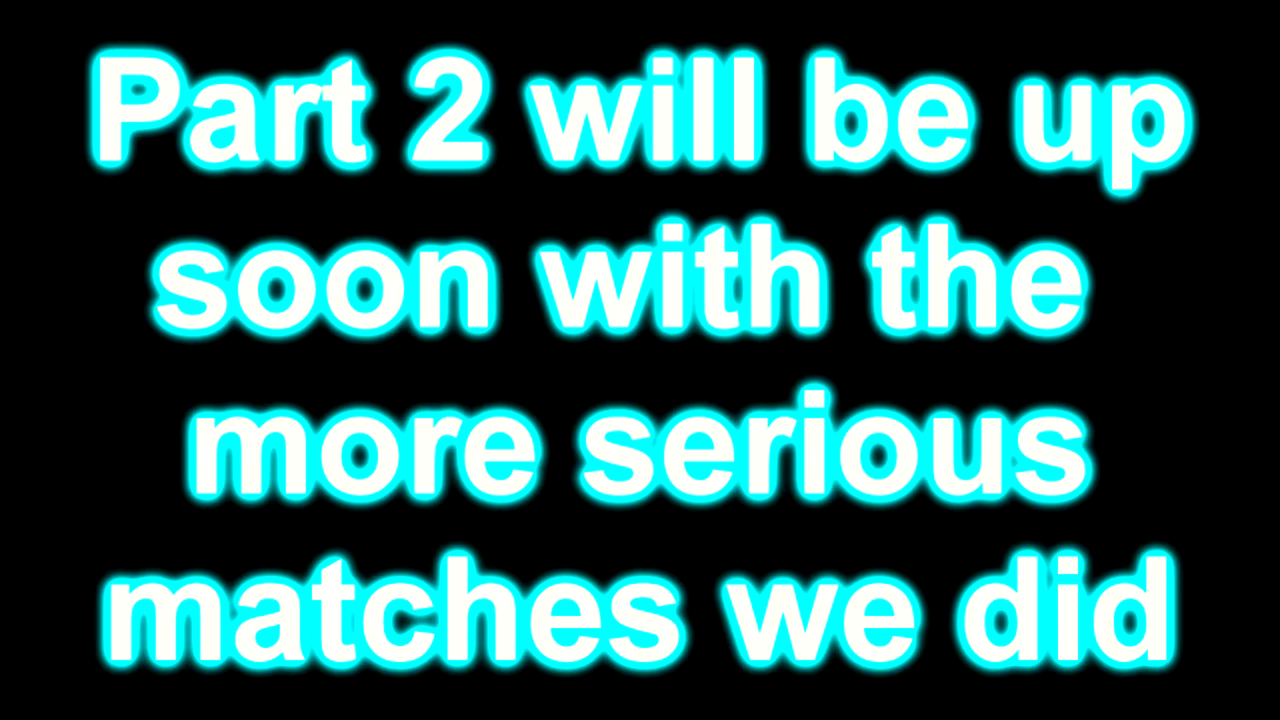 Part 2 will be up
soon with the
more serious
matches we did